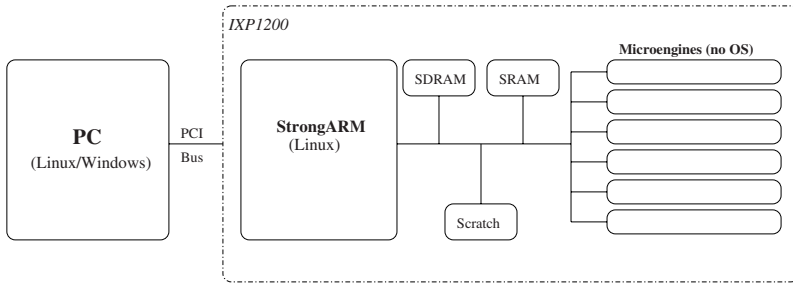 IXP1200
Microengines (no OS)
SDRAM
SRAM
PC
(Linux/Windows)
PCI
Bus
StrongARM
(Linux)
Scratch